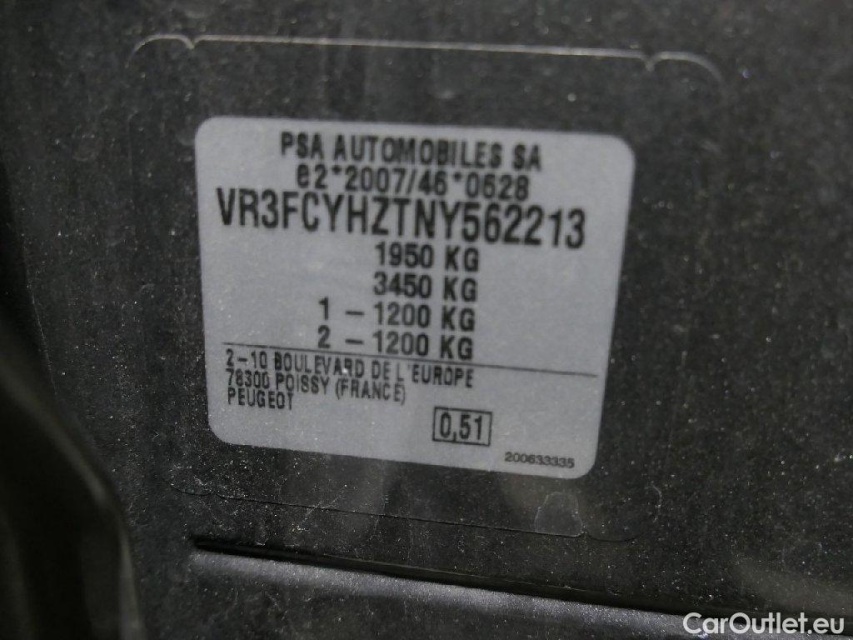 PSA AUTOMOBILES SA
e2*2007/46*0628
VR3FCYHZTNY562213
1950 KG
3450 KG
1 - 1200 KG
2 - 1200 KG
2-10 BOULEVARD DE L'EUROPE
78300 POISSY (FRANCE)
PEUGEOT
0,51
200633335
CarOutlet.eu